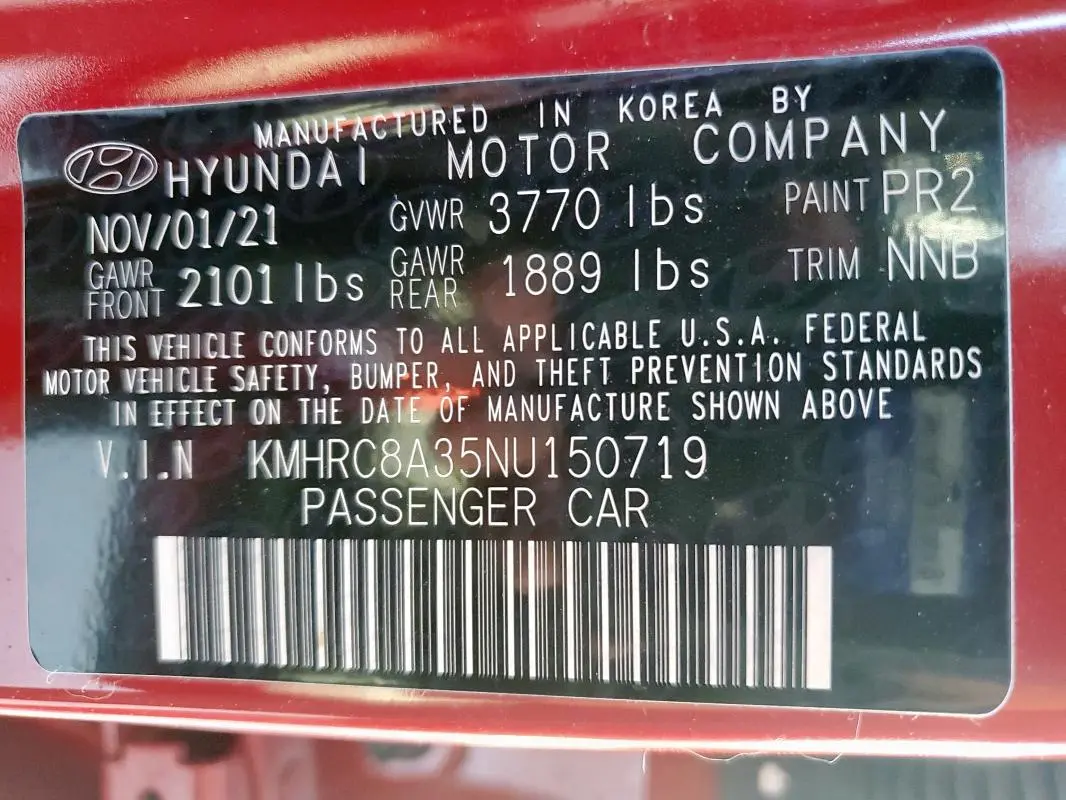 MANUFACTURED IN KOREA BY
HYUNDAI MOTOR COMPANY
NOV/01/21 GVWR 3770 lbs PAINT PR2
GAWR FRONT 2101 lbs GAWR REAR 1889 lbs TRIM NNB
THIS VEHICLE CONFORMS TO ALL APPLICABLE U.S.A. FEDERAL
MOTOR VEHICLE SAFETY, BUMPER, AND THEFT PREVENTION STANDARDS
IN EFFECT ON THE DATE OF MANUFACTURE SHOWN ABOVE
V.I.N KMHRC8A35NU150719
PASSENGER CAR